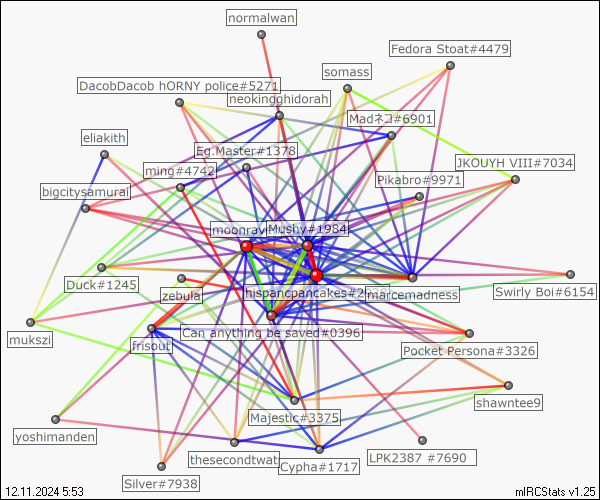 normalwan
Fedora Stoat#4479
somass
DacobDacob hORNY police#5271
neokingghidorah
Madネコ#6901
eliakith
Eg.Master#1378
JKOUYH VIII#7034
ming#4742
Pikabro#9971
bigcitysamurai
moonrav
Mushy#1984
Duck#1245
zebula
hispancpancakes#2
marcemadness
Swirly Boi#6154
Can anything be saved#0396
mukszi
frisout
Pocket Persona#3326
shawntee9
Majestic#3375
yoshimanden
thesecondtwat
Cypha#1717
LPK2387 #7690
Silver#7938
12.11.2024 5:53
mIRCStats v1.25